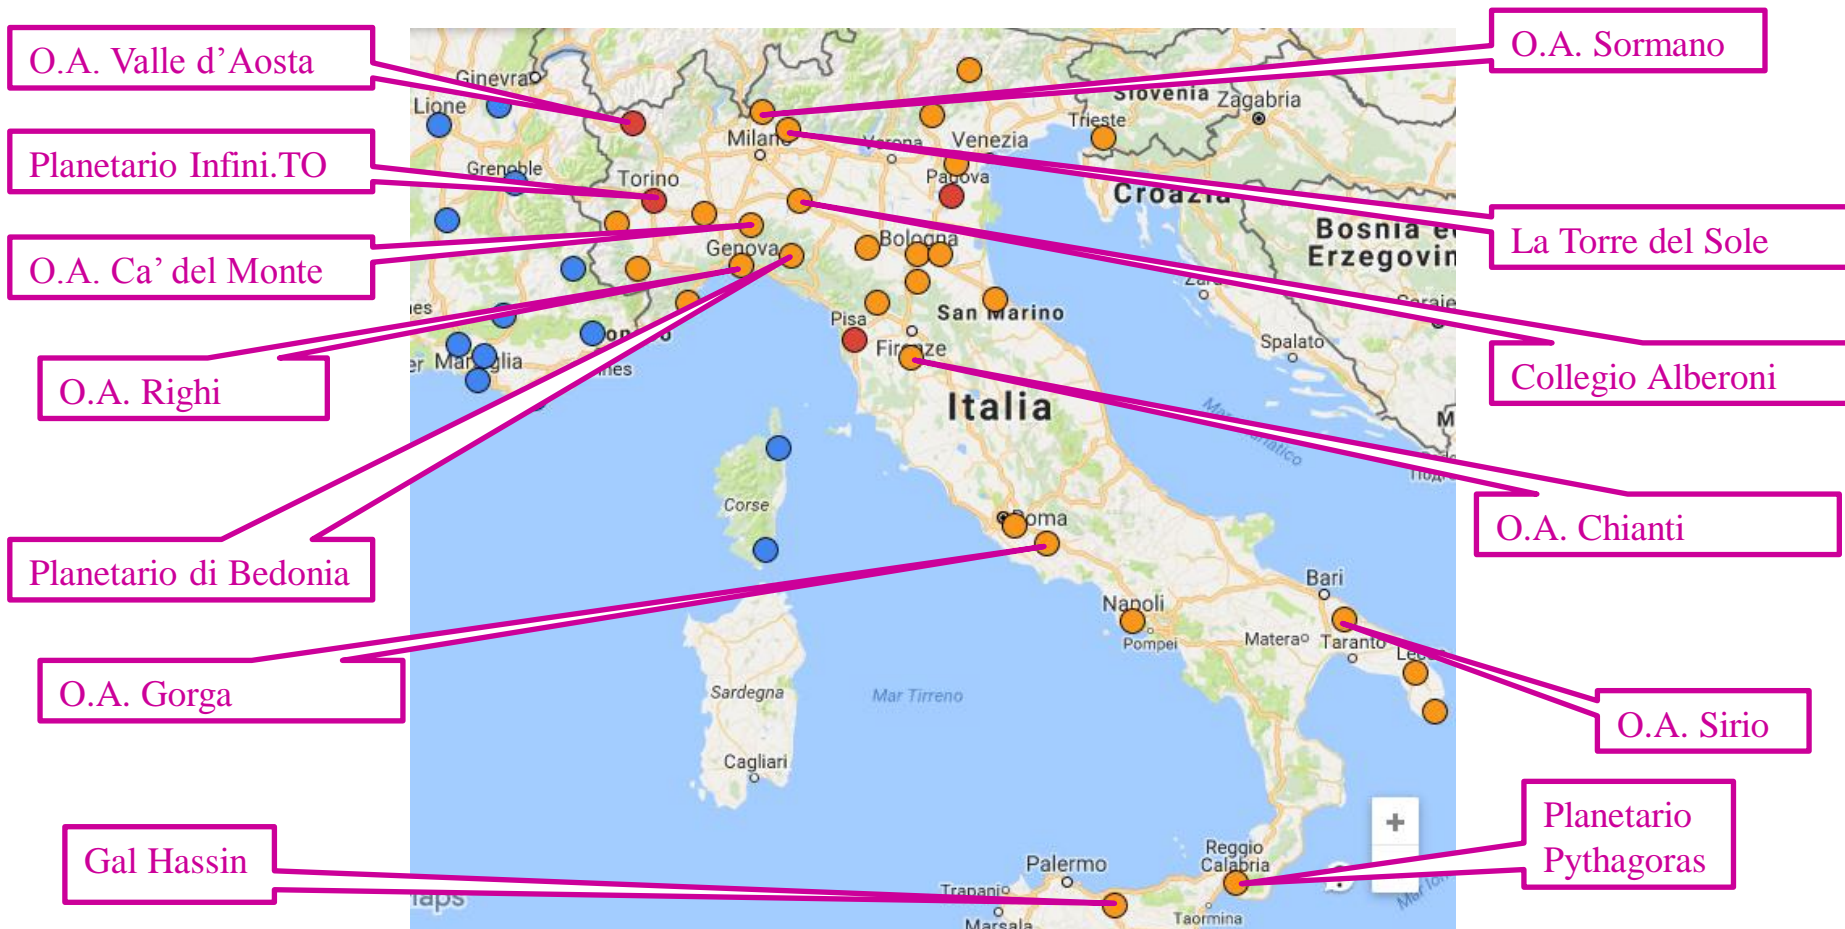 O.A. Valle d’Aosta
Planetario Infini.TO
O.A. Ca’ del Monte
O.A. Righi
Planetario di Bedonia
O.A. Gorga
Gal Hassin
O.A. Sormano
La Torre del Sole
Collegio Alberoni
O.A. Chianti
O.A. Sirio
Planetario
Pythagoras
Ginevra
Lione
Grenoble
Torino
Milano
Verona
Venezia
Padova
Trieste
Slovenia
Zagabria
Croazia
Bosnia e
Erzegovin
Genova
Bologna
San Marino
Pisa
Firenze
Spalato
Italia
Corse
Roma
Napoli
Pompei
Bari
Matera
Taranto
Sardegna
Mar Tirreno
Cagliari
Palermo
Trapani
Marsala
Reggio
Calabria
Taormina
+